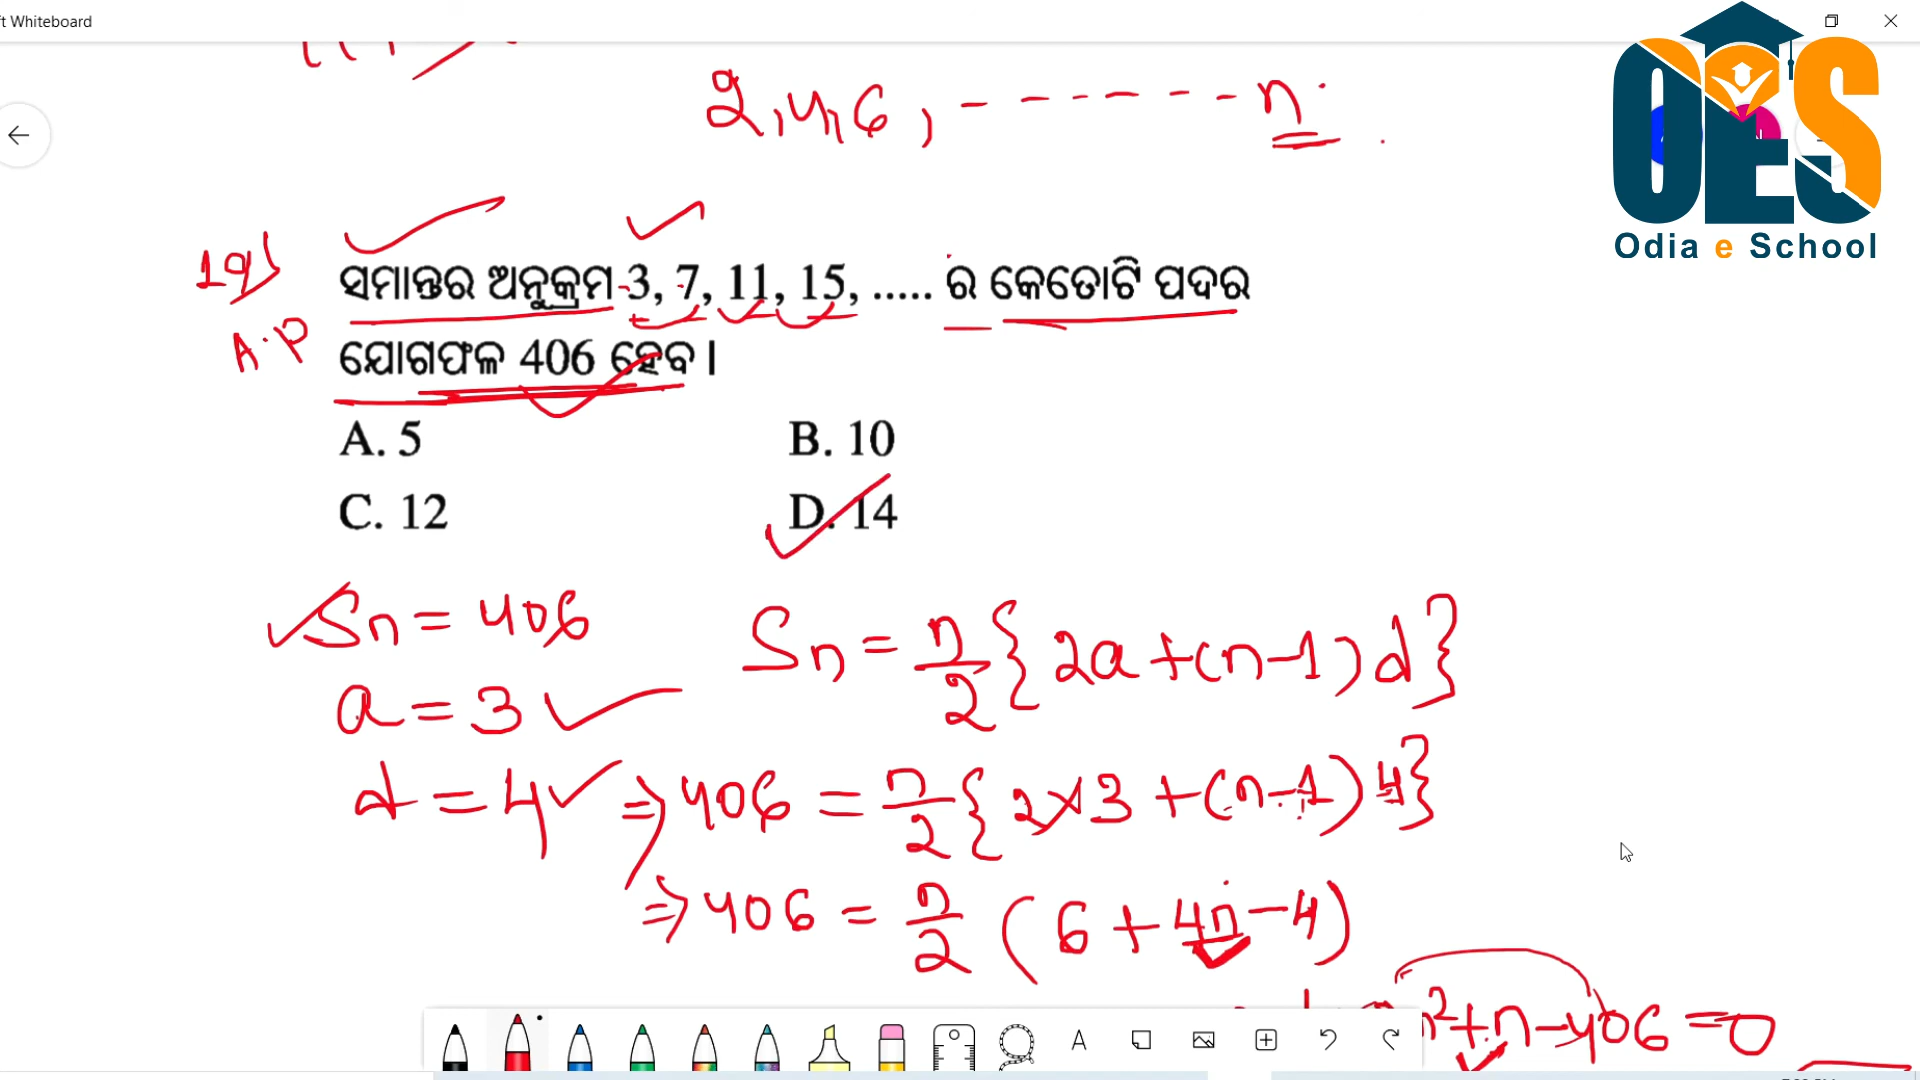 ft Whiteboard
2, 4, 6, - - - - - - - n
OES
Odia e School
19)
ସମାନ୍ତର ଅନୁକ୍ରମ 3, 7, 11, 15, ..... ର କେତୋଟି ପଦର
A.P
ଯୋଗଫଳ 406 ହେବ ।
A. 5 B. 10
C. 12 D. 14
Sn = 406 Sn = n/2 { 2a + (n-1) d }
a = 3
d = 4 ⇒ 406 = n/2 { 2×3 + (n-1) 4 }
⇒ 406 = n/2 ( 6 + 4n - 4 )
n² + n - 406 = 0